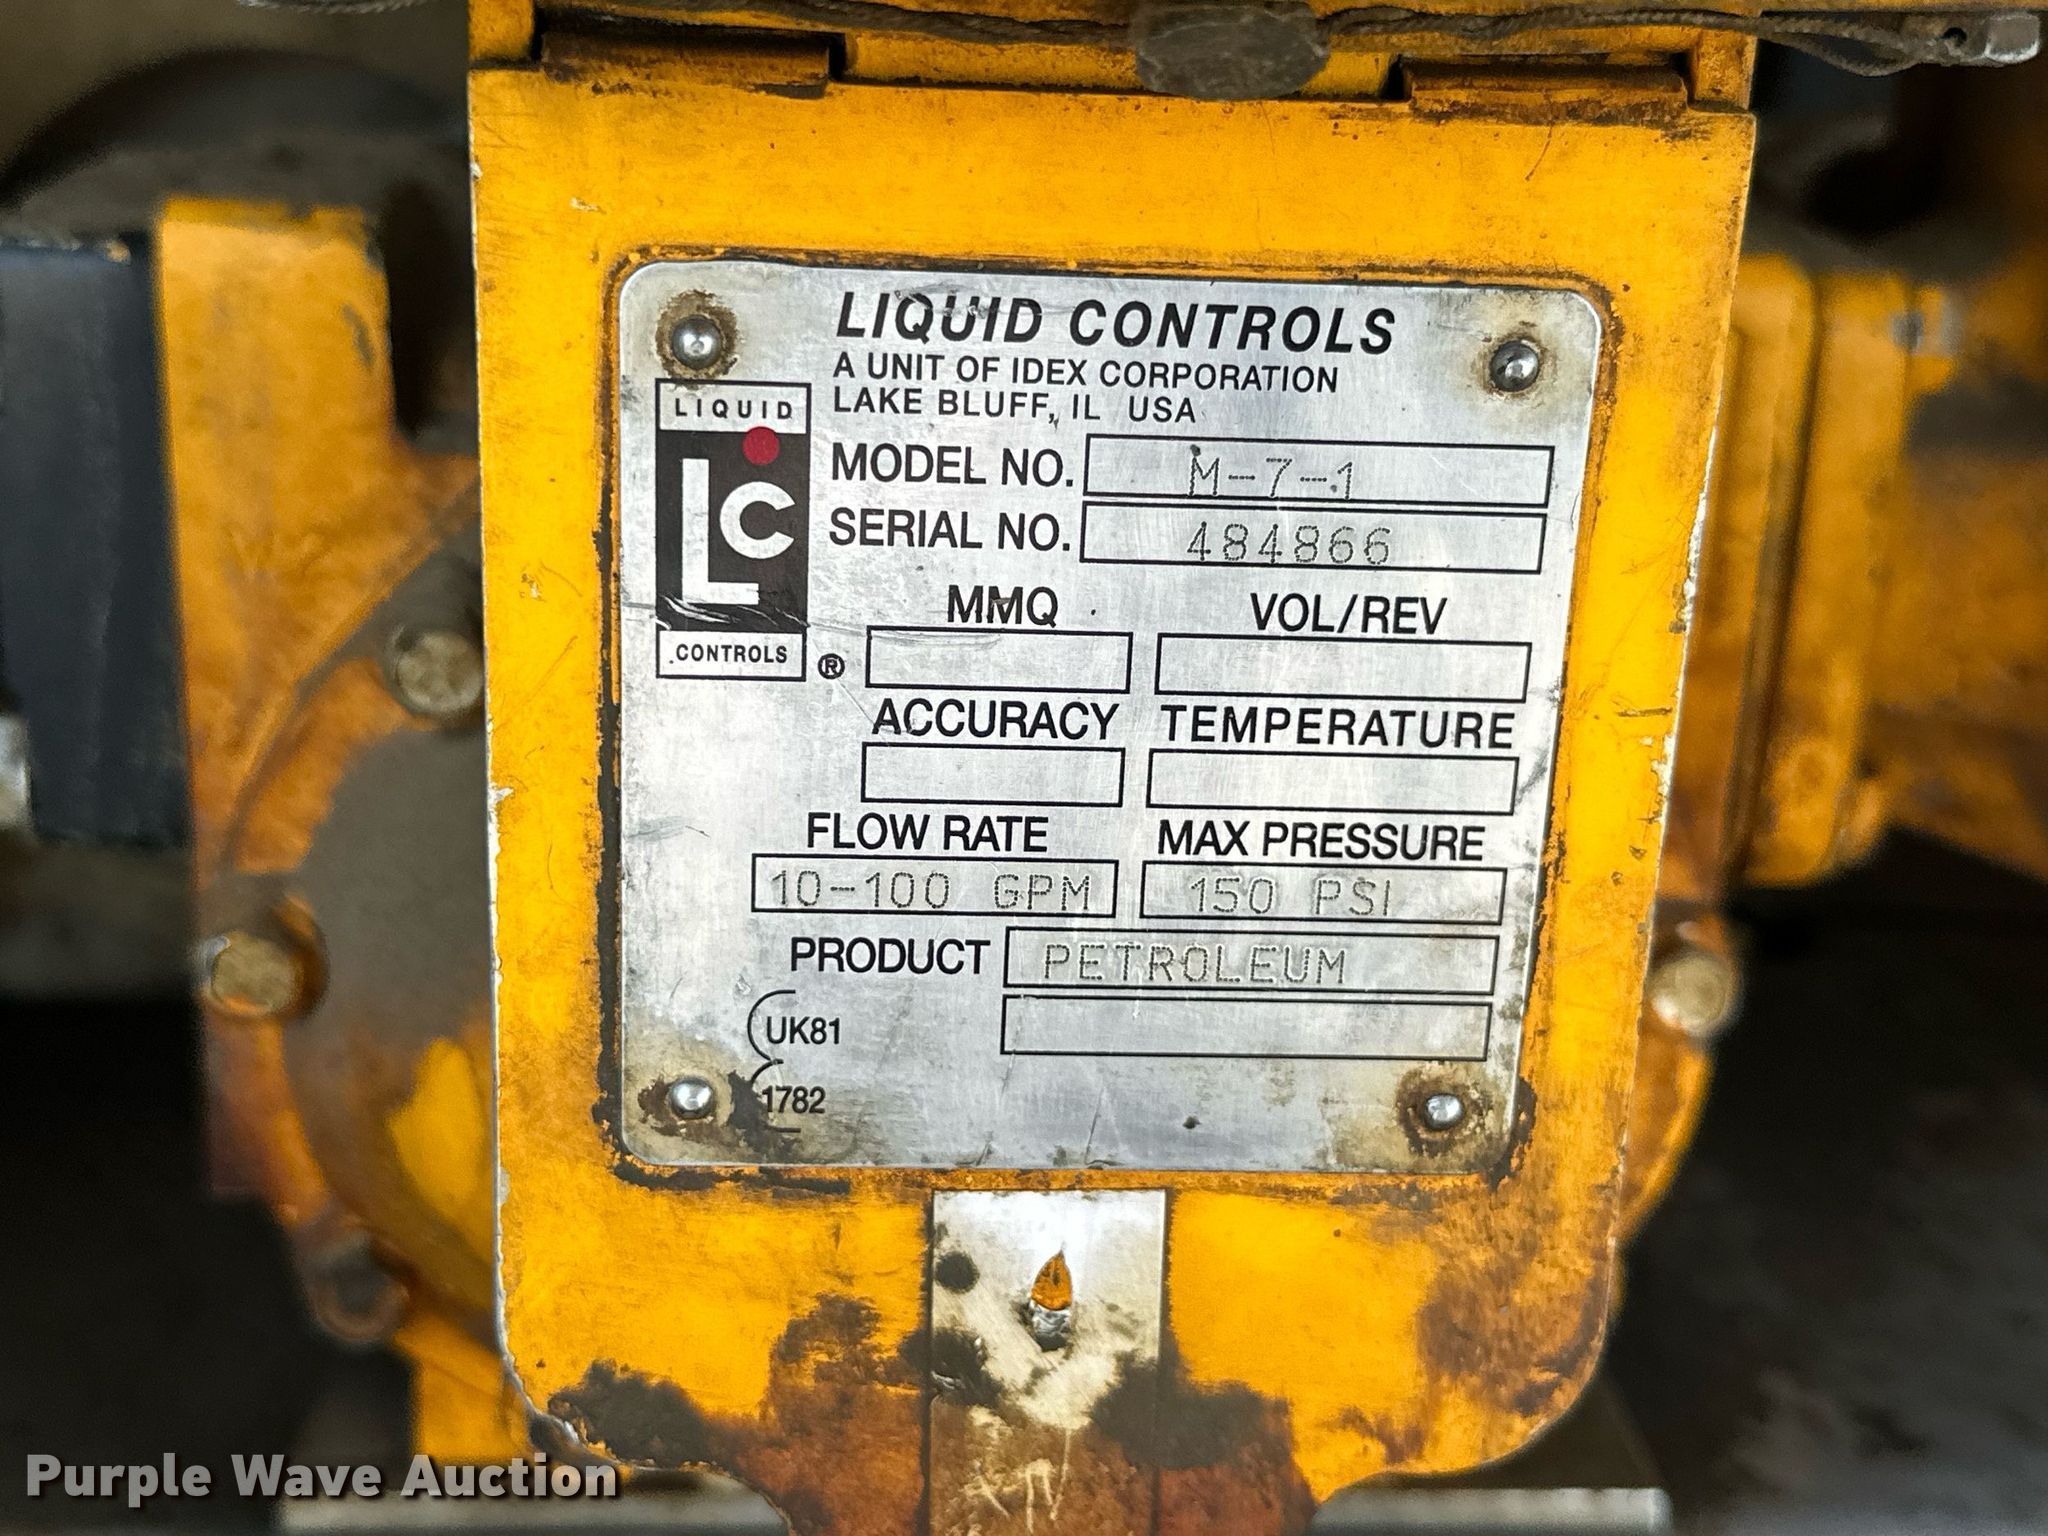 LIQUID CONTROLS
A UNIT OF IDEX CORPORATION
LAKE BLUFF, IL USA
LIQUID
LC
CONTROLS
®
MODEL NO. M-7-1
SERIAL NO. 484866
MMQ VOL/REV
ACCURACY TEMPERATURE
FLOW RATE MAX PRESSURE
10-100 GPM 150 PSI
PRODUCT PETROLEUM
UK81
1782
Purple Wave Auction